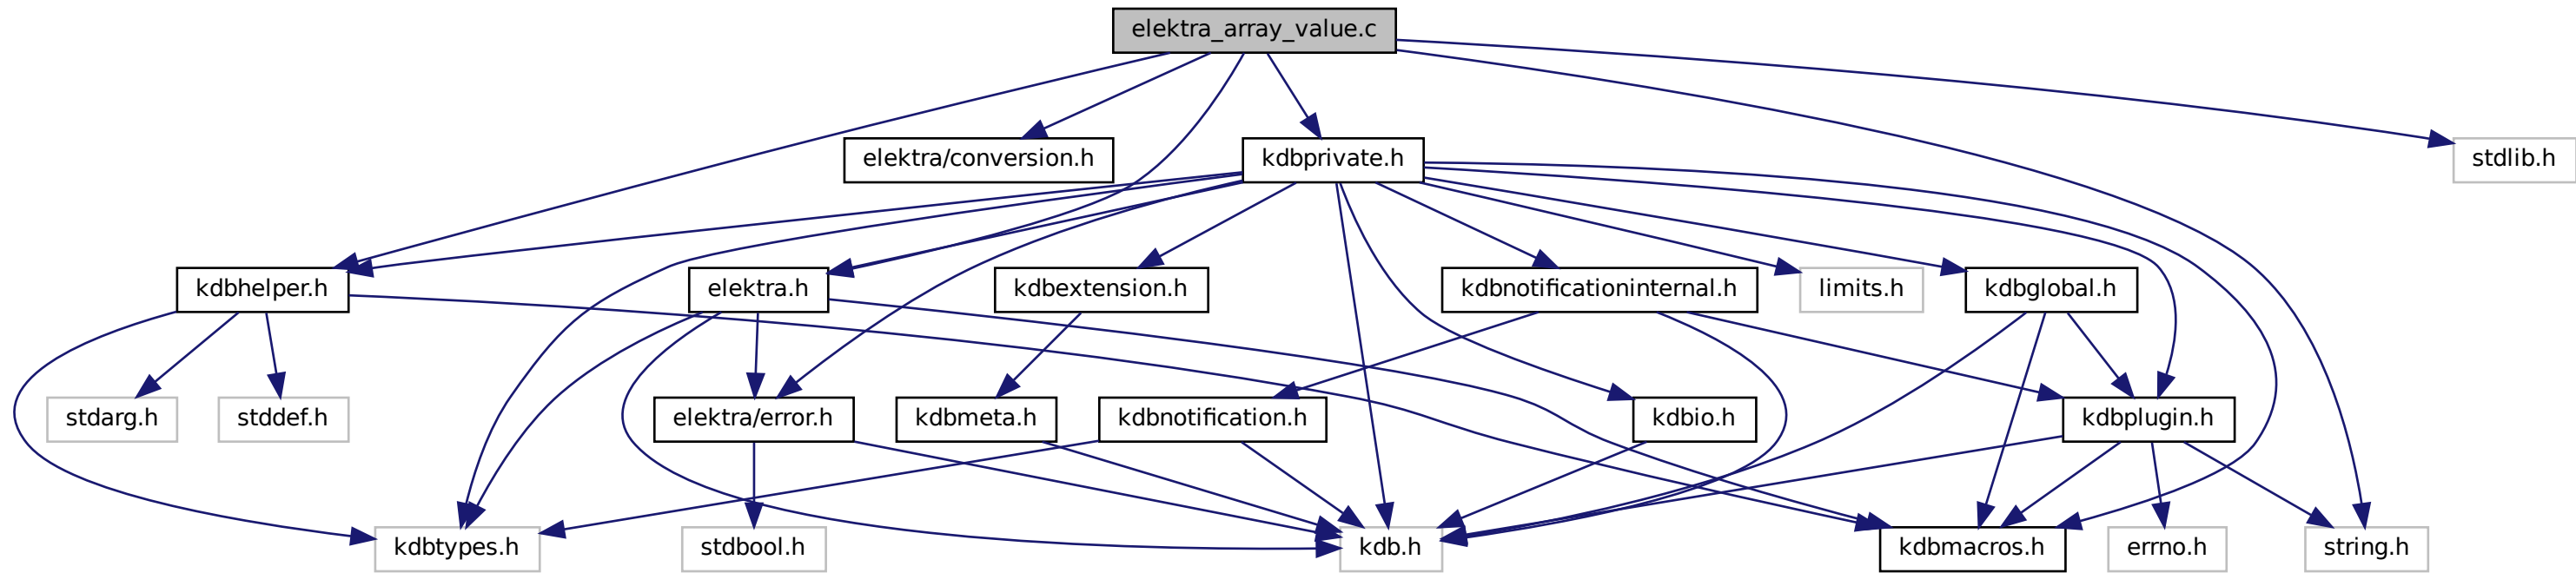 elektra_array_value.c
elektra/conversion.h
kdbprivate.h
stdlib.h
kdbhelper.h
elektra.h
kdbextension.h
kdbnotificationinternal.h
limits.h
kdbglobal.h
stdarg.h
stddef.h
elektra/error.h
kdbmeta.h
kdbnotification.h
kdbio.h
kdbplugin.h
kdbtypes.h
stdbool.h
kdb.h
kdbmacros.h
errno.h
string.h